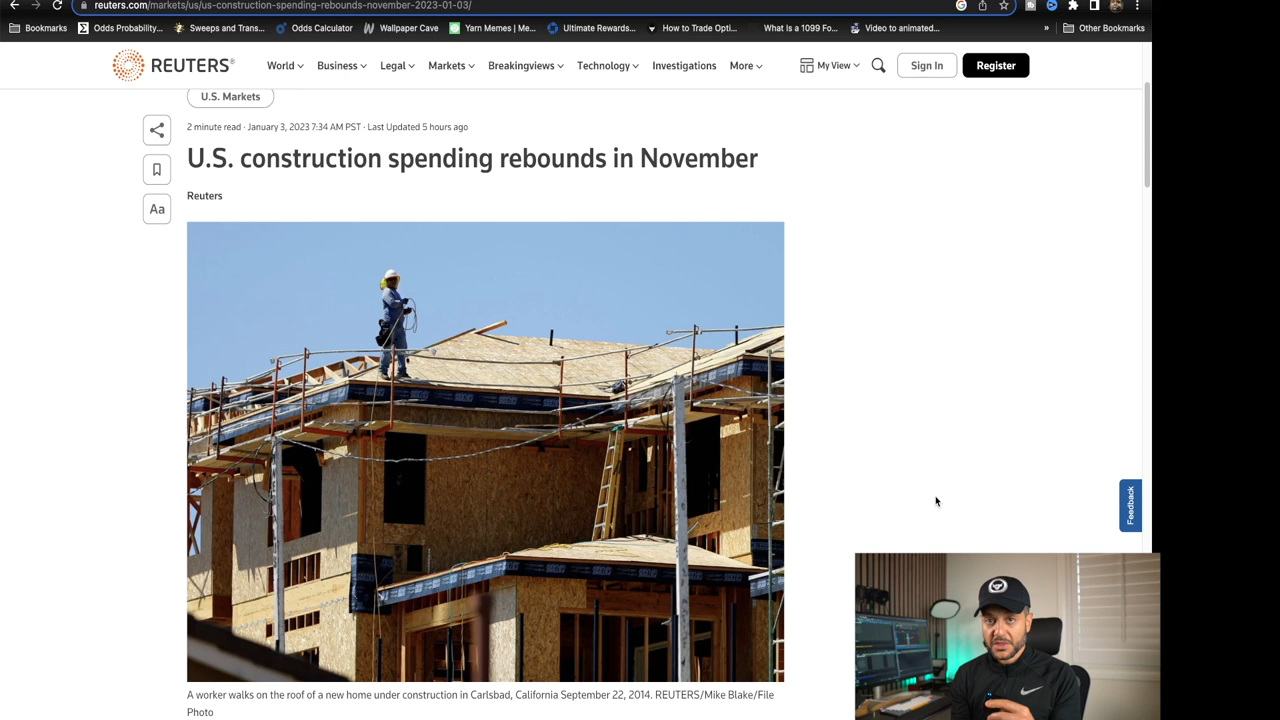 reuters.com/markets/us/us-construction-spending-rebounds-november-2023-01-03/
Bookmarks Odds Probability... Sweeps and Trans... Odds Calculator Wallpaper Cave Yarn Memes | Me... Ultimate Rewards... How to Trade Opti... What Is a 1099 Fo... Video to animated... » Other Bookmarks
REUTERS® World Business Legal Markets Breakingviews Technology Investigations More My View Sign In Register
U.S. Markets
2 minute read · January 3, 2023 7:34 AM PST · Last Updated 5 hours ago
U.S. construction spending rebounds in November
Aa
Reuters
Feedback
A worker walks on the roof of a new home under construction in Carlsbad, California September 22, 2014. REUTERS/Mike Blake/File
Photo